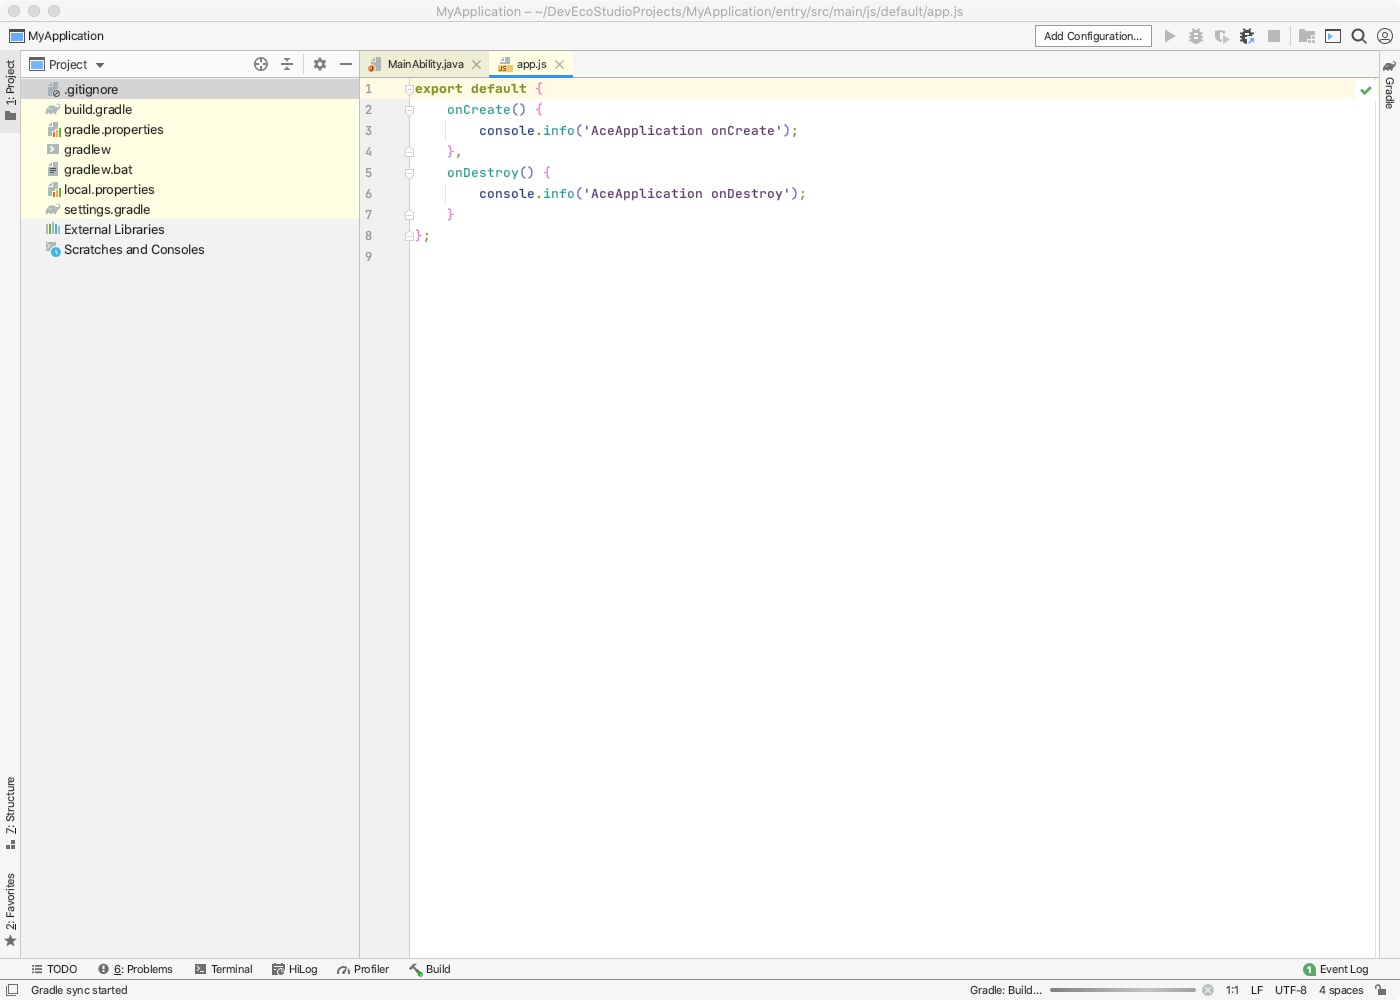 MyApplication – ~/DevEcoStudioProjects/MyApplication/entry/src/main/js/default/app.js
MyApplication
Add Configuration...
1: Project
Project
MainAbility.java
app.js
Gradle
.gitignore
build.gradle
gradle.properties
gradlew
gradlew.bat
local.properties
settings.gradle
External Libraries
Scratches and Consoles
1 export default {
2 onCreate() {
3 console.info('AceApplication onCreate');
4 },
5 onDestroy() {
6 console.info('AceApplication onDestroy');
7 }
8 };
9
7: Structure
2: Favorites
TODO
6: Problems
Terminal
HiLog
Profiler
Build
1 Event Log
Gradle sync started
Gradle: Build...
1:1
LF
UTF-8
4 spaces